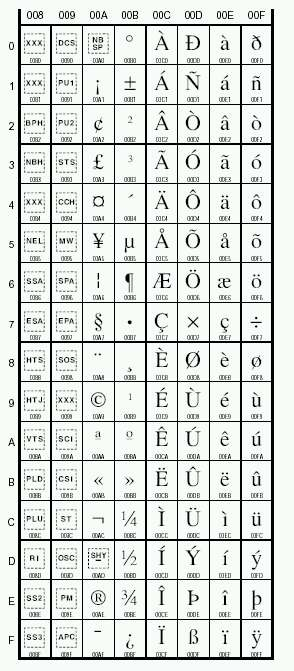 008 009 00A 00B 00C 00D 00E 00F
0 XXX DCS NB SP ° À Ð à ð
0080 0090 00A0 00B0 00C0 00D0 00E0 00F0
1 XXX PU1 ¡ ± Á Ñ á ñ
0081 0091 00A1 00B1 00C1 00D1 00E1 00F1
2 BPH PU2 ¢ ² Â Ò â ò
0082 0092 00A2 00B2 00C2 00D2 00E2 00F2
3 NBH STS £ ³ Ã Ó ã ó
0083 0093 00A3 00B3 00C3 00D3 00E3 00F3
4 XXX CCH ¤ ´ Ä Ô ä ô
0084 0094 00A4 00B4 00C4 00D4 00E4 00F4
5 NEL MW ¥ µ Å Õ å õ
0085 0095 00A5 00B5 00C5 00D5 00E5 00F5
6 SSA SPA ¦ ¶ Æ Ö æ ö
0086 0096 00A6 00B6 00C6 00D6 00E6 00F6
7 ESA EPA § · Ç × ç ÷
0087 0097 00A7 00B7 00C7 00D7 00E7 00F7
8 HTS SOS ¨ ¸ È Ø è ø
0088 0098 00A8 00B8 00C8 00D8 00E8 00F8
9 HTJ XXX © ¹ É Ù é ù
0089 0099 00A9 00B9 00C9 00D9 00E9 00F9
A VTS SCI ª º Ê Ú ê ú
008A 009A 00AA 00BA 00CA 00DA 00EA 00FA
B PLD CSI « » Ë Û ë û
008B 009B 00AB 00BB 00CB 00DB 00EB 00FB
C PLU ST ¬ ¼ Ì Ü ì ü
008C 009C 00AC 00BC 00CC 00DC 00EC 00FC
D RI OSC SHY ½ Í Ý í ý
008D 009D 00AD 00BD 00CD 00DD 00ED 00FD
E SS2 PM ® ¾ Î Þ î þ
008E 009E 00AE 00BE 00CE 00DE 00EE 00FE
F SS3 APC ¯ ¿ Ï ß ï ÿ
008F 009F 00AF 00BF 00CF 00DF 00EF 00FF